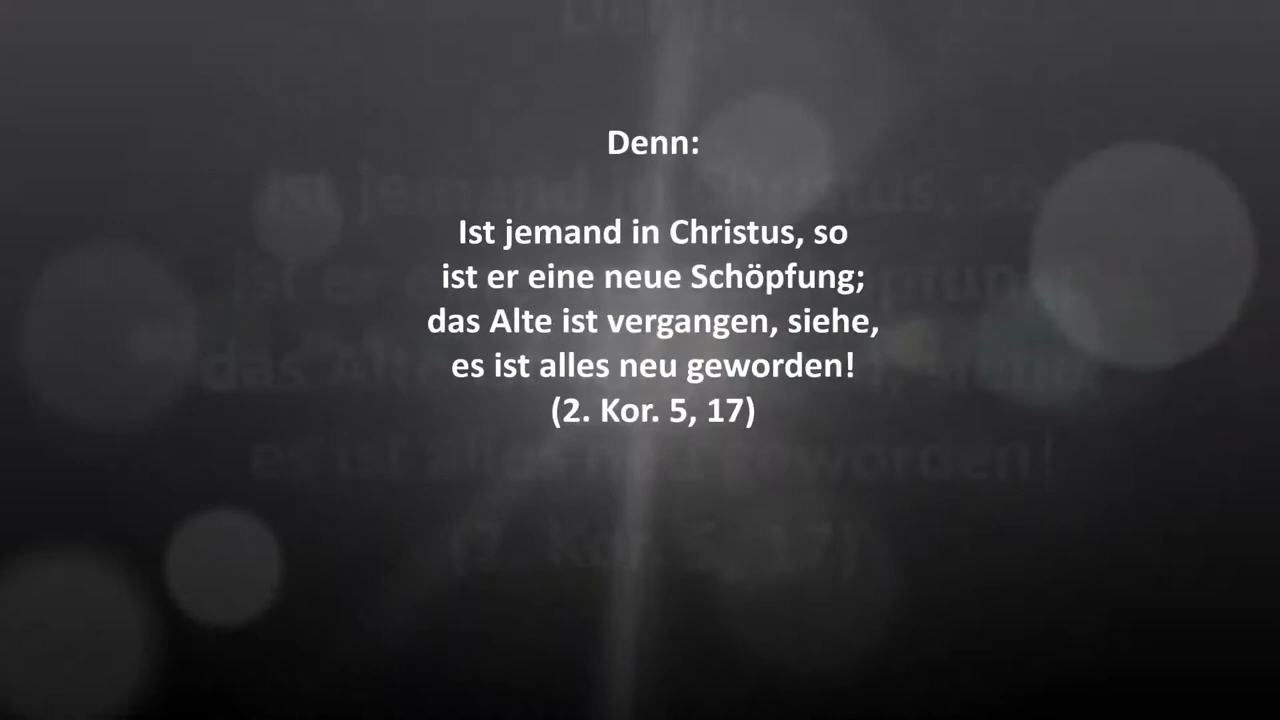 Denn:
Ist jemand in Christus, so
ist er eine neue Schöpfung;
das Alte ist vergangen, siehe,
es ist alles neu geworden!
(2. Kor. 5, 17)